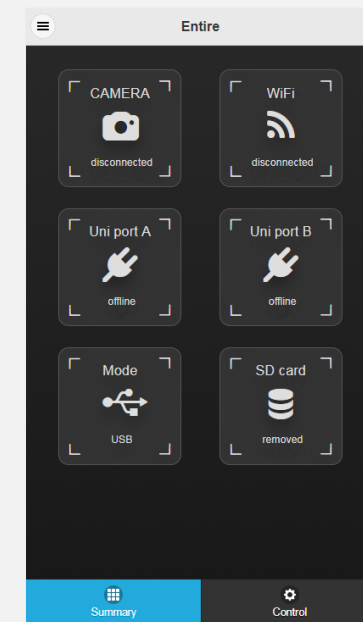 Entire
CAMERA
disconnected
WiFi
disconnected
Uni port A
offline
Uni port B
offline
Mode
USB
SD card
removed
Summary
Control